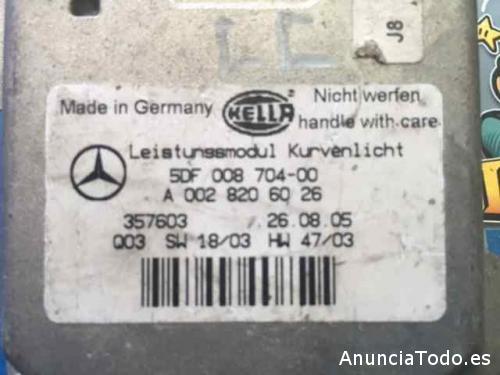 J8
Made in Germany
HELLA
Nicht werfen
handle with care
Leistungsmodul Kurvenlicht
5DF 008 704-00
A 002 820 60 26
357603 / 26.08.05
Q03 SW 18/03 HW 47/03
AnunciaTodo.es